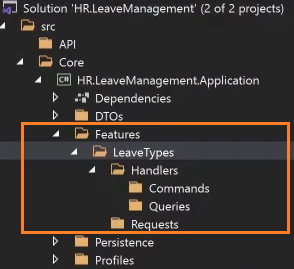 Solution 'HR.LeaveManagement' (2 of 2 projects)
src
API
Core
C# HR.LeaveManagement.Application
Dependencies
DTOs
Features
LeaveTypes
Handlers
Commands
Queries
Requests
Persistence
Profiles